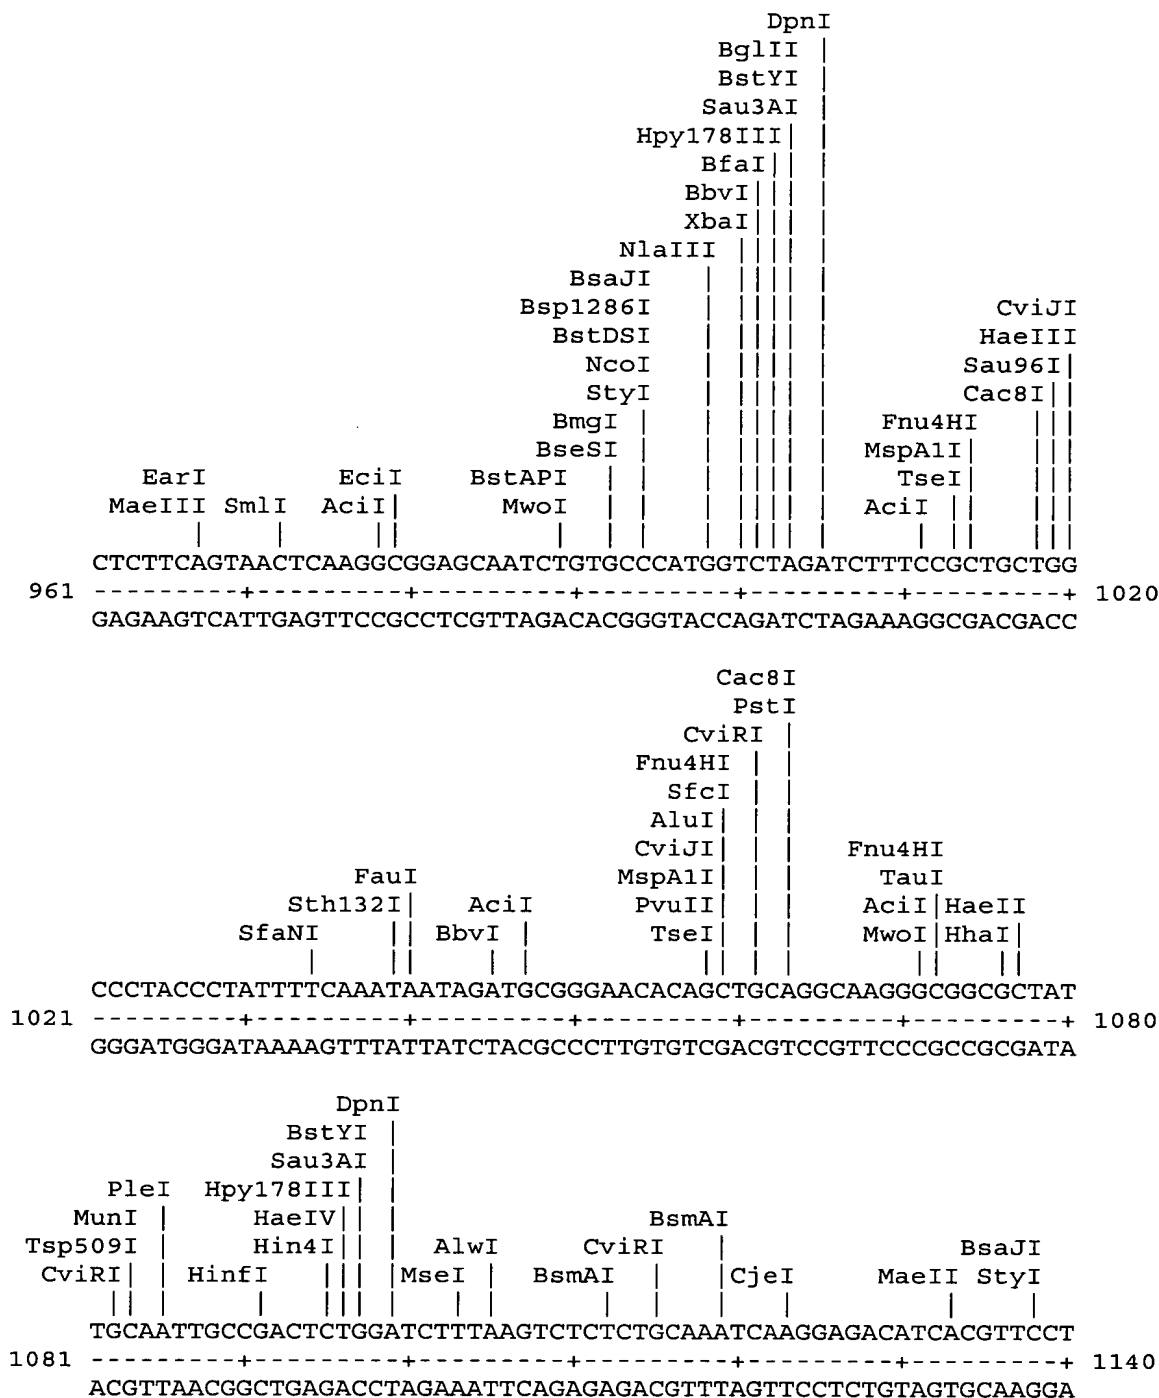 DpnI
BglII
BstYI
Sau3AI
Hpy178III
BfaI
BbvI
XbaI
NlaIII
BsaJI
Bsp1286I CviJI
BstDSI HaeIII
NcoI Sau96I
StyI Cac8I
BmgI Fnu4HI
BseSI MspA1I
EarI EciI BstAPI TseI
MaeIII SmlI AciI MwoI AciI
CTCTTCAGTAACTCAAGGCGGAGCAATCTGTGCCCATGGTCTAGATCTTTCCGCTGCTGG
961 ---------+---------+---------+---------+---------+---------+ 1020
GAGAAGTCATTGAGTTCCGCCTCGTTAGACACGGGTACCAGATCTAGAAAGGCGACGACC
Cac8I
PstI
CviRI
Fnu4HI
SfcI
AluI
CviJI Fnu4HI
FauI MspA1I TauI
Sth132I AciI PvuII AciI HaeII
SfaNI BbvI TseI MwoI HhaI
CCCTACCCTATTTTCAAATAATAGATGCGGGAACACAGCTGCAGGCAAGGGCGGCGCTAT
1021 ---------+---------+---------+---------+---------+---------+ 1080
GGGATGGGATAAAAGTTTATTATCTACGCCCTTGTGTCGACGTCCGTTCCCGCCGCGATA
DpnI
BstYI
Sau3AI
PleI Hpy178III
MunI HaeIV BsmAI
Tsp509I Hin4I AlwI CviRI BsaJI
CviRI HinfI MseI BsmAI CjeI MaeII StyI
TGCAATTGCCGACTCTGGATCTTTAAGTCTCTCTGCAAATCAAGGAGACATCACGTTCCT
1081 ---------+---------+---------+---------+---------+---------+ 1140
ACGTTAACGGCTGAGACCTAGAAATTCAGAGAGACGTTTAGTTCCTCTGTAGTGCAAGGA